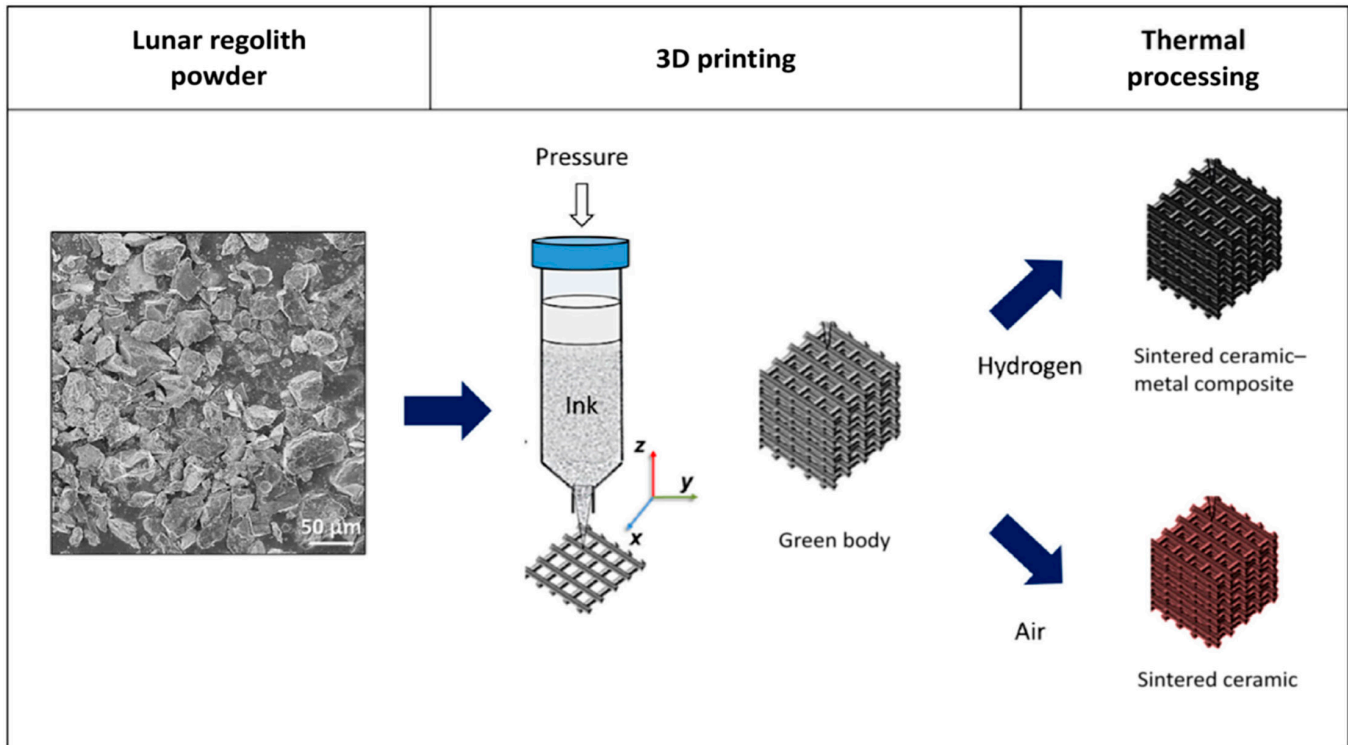 Lunar regolith
powder
3D printing
Thermal
processing
Pressure
Ink
z
y
x
50 µm
Green body
Hydrogen
Air
Sintered ceramic–
metal composite
Sintered ceramic